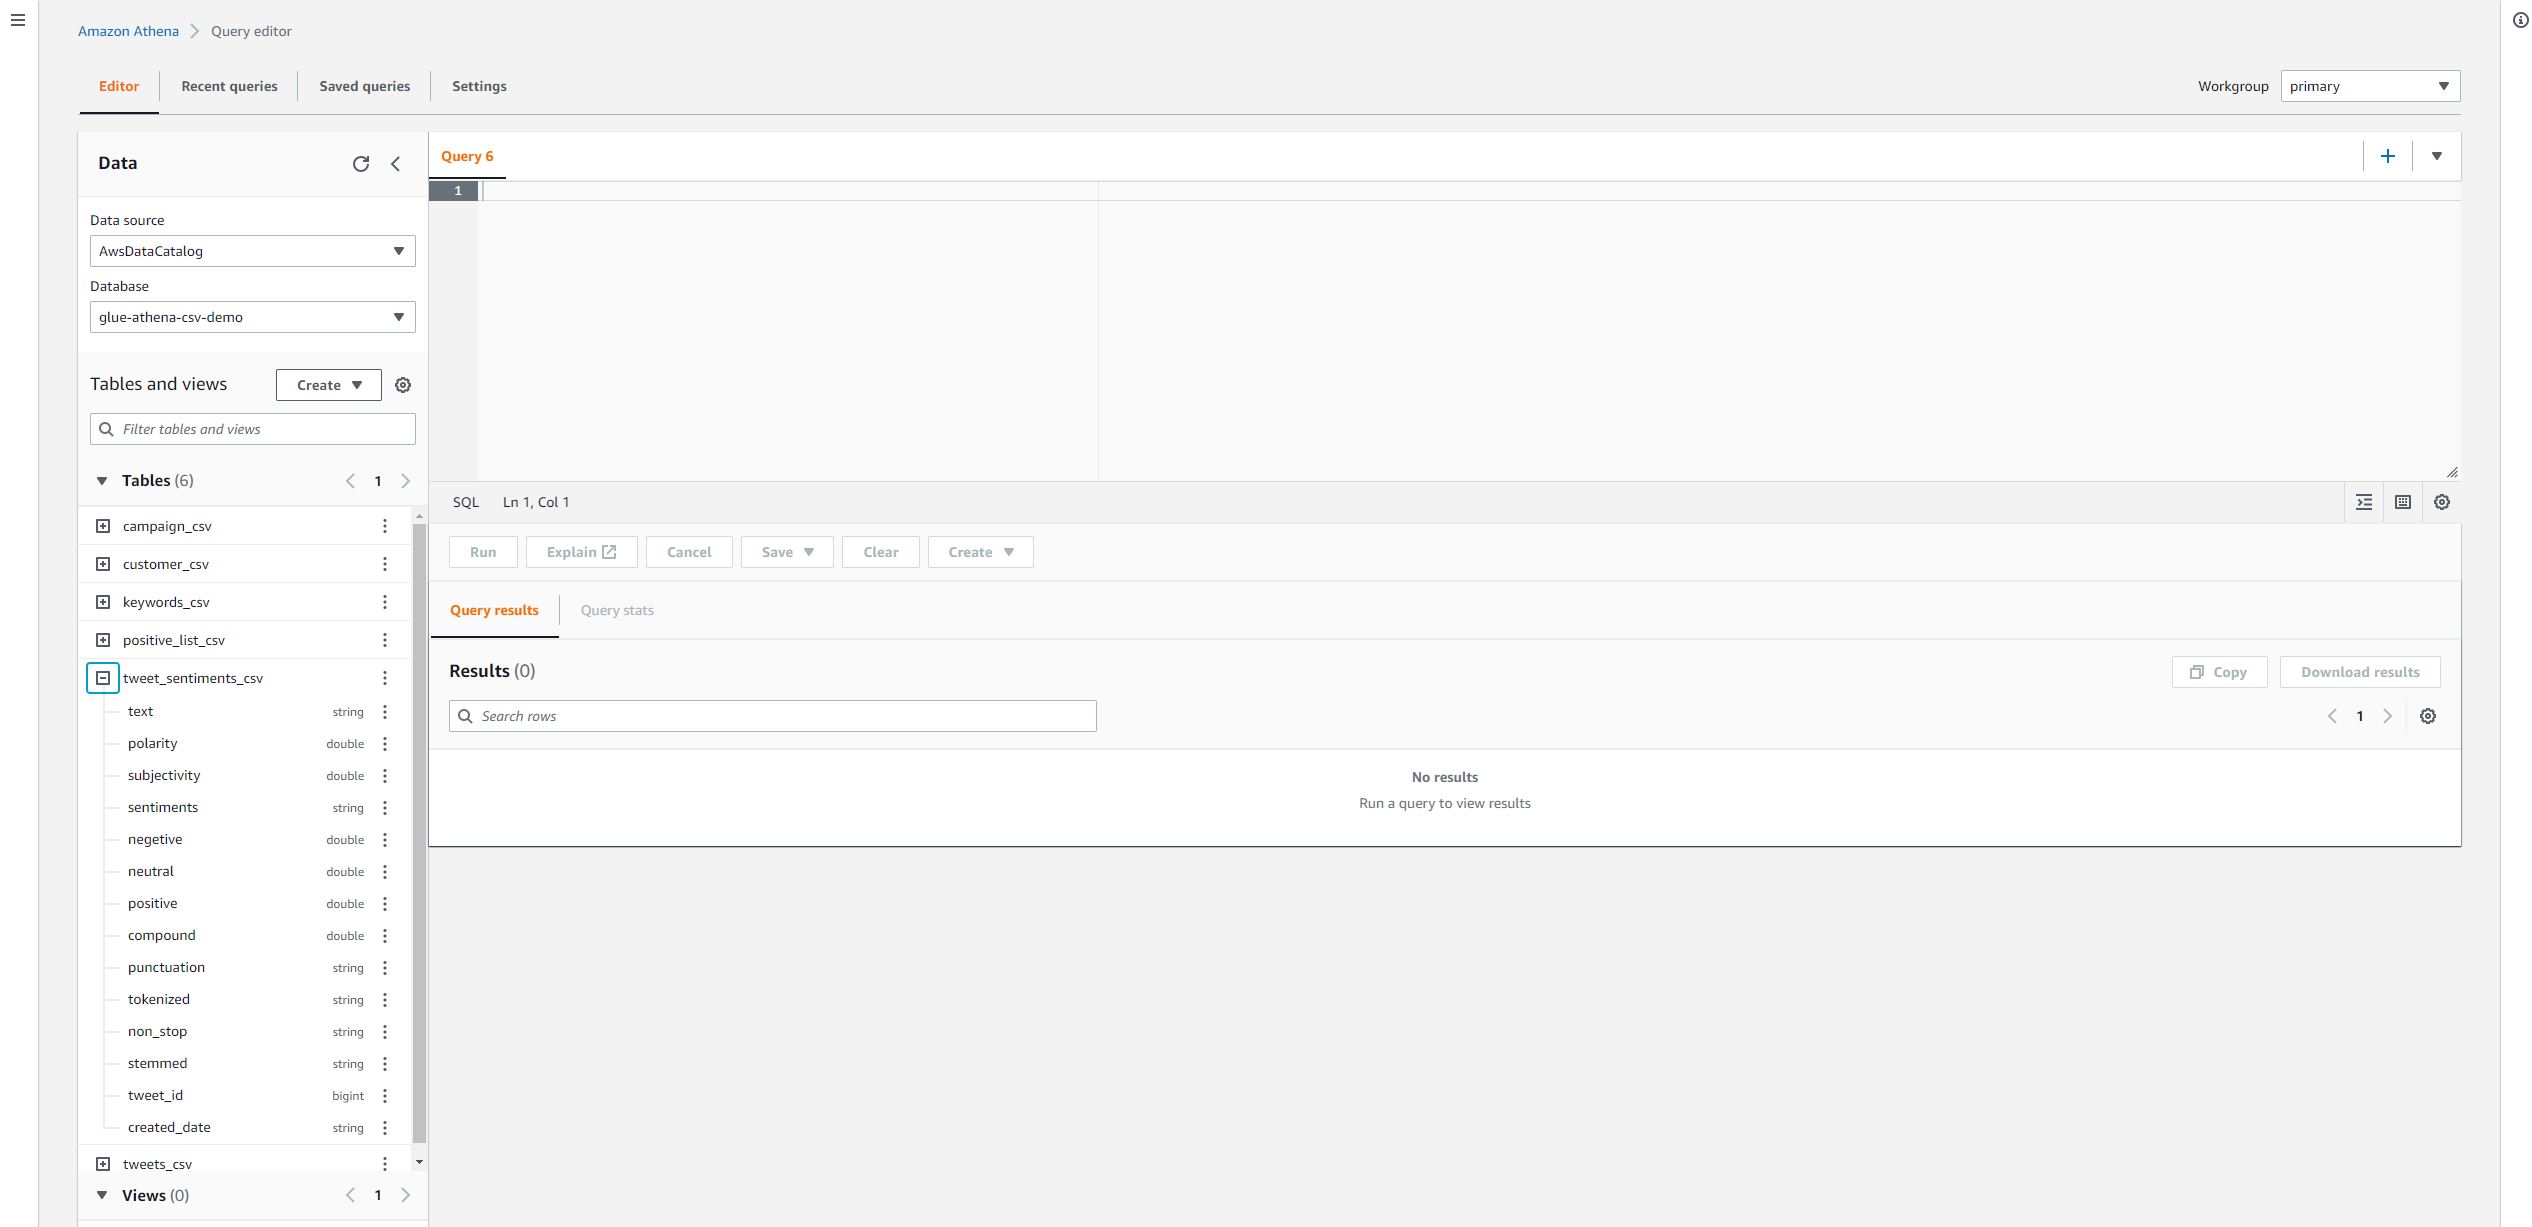 Amazon Athena > Query editor
Editor Recent queries Saved queries Settings
Workgroup primary
Data
Data source
AwsDataCatalog
Database
glue-athena-csv-demo
Tables and views Create
Filter tables and views
Tables (6) 1
campaign_csv
customer_csv
keywords_csv
positive_list_csv
tweet_sentiments_csv
text string
polarity double
subjectivity double
sentiments string
negetive double
neutral double
positive double
compound double
punctuation string
tokenized string
non_stop string
stemmed string
tweet_id bigint
created_date string
tweets_csv
Views (0) 1
Query 6
1
SQL Ln 1, Col 1
Run Explain Cancel Save Clear Create
Query results Query stats
Results (0) Copy Download results
Search rows 1
No results
Run a query to view results